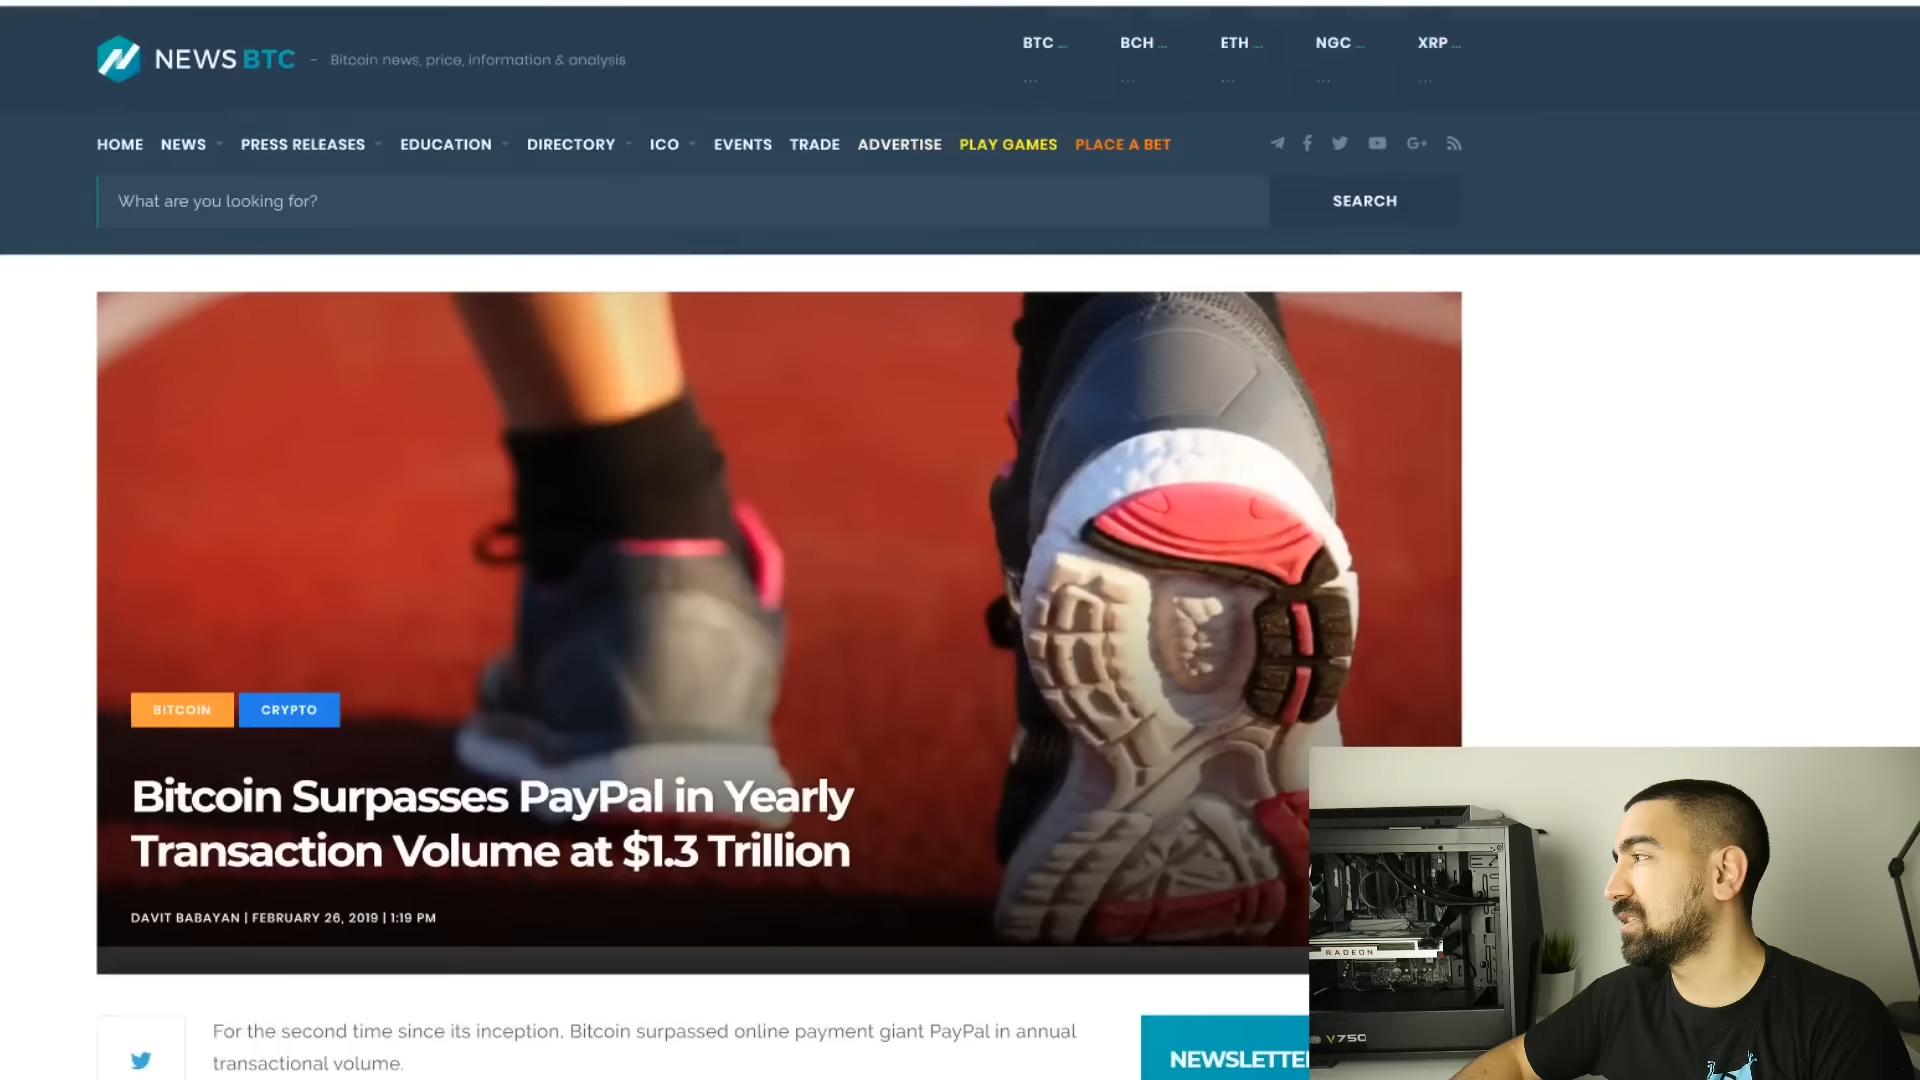 NEWS BTC - Bitcoin news, price, information & analysis
BTC ... BCH ... ETH ... NGC ... XRP ...
... ... ... ... ...
HOME NEWS PRESS RELEASES EDUCATION DIRECTORY ICO EVENTS TRADE ADVERTISE PLAY GAMES PLACE A BET
What are you looking for? SEARCH
BITCOIN CRYPTO
Bitcoin Surpasses PayPal in Yearly
Transaction Volume at $1.3 Trillion
DAVIT BABAYAN | FEBRUARY 26, 2019 | 1:19 PM
RADEON
V750
For the second time since its inception, Bitcoin surpassed online payment giant PayPal in annual
transactional volume.
NEWSLETTE